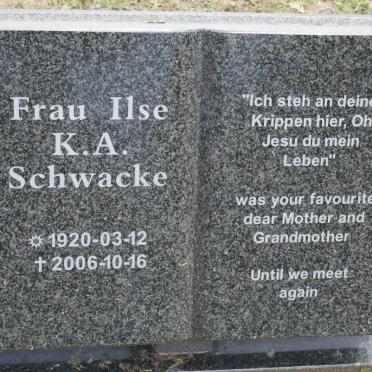 Frau Ilse
K.A.
Schwacke
☼ 1920-03-12
✝ 2006-10-16
"Ich steh an deine
Krippen hier, Oh
Jesu du mein
Leben"
was your favourite
dear Mother and
Grandmother
Until we meet
again